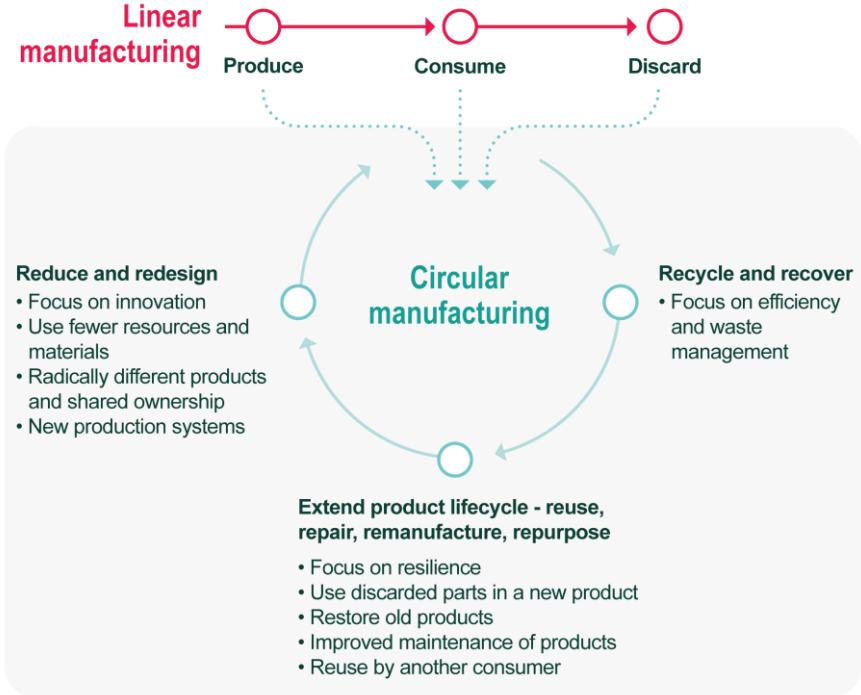 Linear
manufacturing
Produce
Consume
Discard
Circular
manufacturing
Reduce and redesign
• Focus on innovation
• Use fewer resources and
materials
• Radically different products
and shared ownership
• New production systems
Recycle and recover
• Focus on efficiency
and waste
management
Extend product lifecycle - reuse,
repair, remanufacture, repurpose
• Focus on resilience
• Use discarded parts in a new product
• Restore old products
• Improved maintenance of products
• Reuse by another consumer